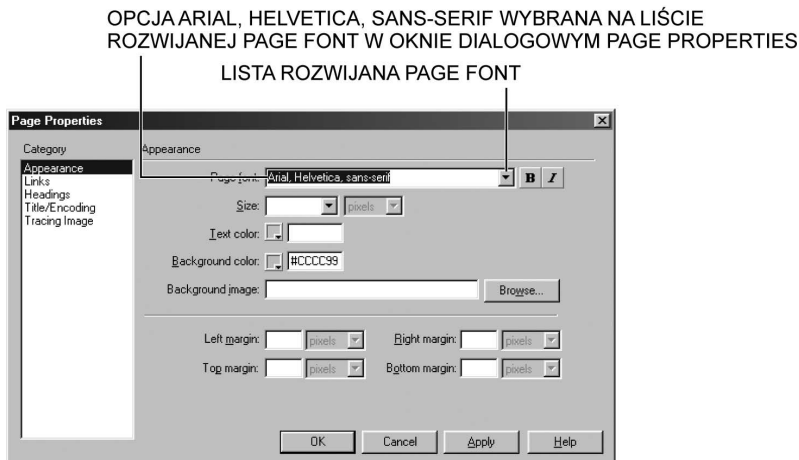 OPCJA ARIAL, HELVETICA, SANS-SERIF WYBRANA NA LIŚCIE
ROZWIJANEJ PAGE FONT W OKNIE DIALOGOWYM PAGE PROPERTIES
LISTA ROZWIJANA PAGE FONT
Page Properties
Category
Appearance
Links
Headings
Title/Encoding
Tracing Image
Appearance
Page font: Arial, Helvetica, sans-serif B I
Size: pixels
Text color:
Background color: #CCCC99
Background image: Browse...
Left margin: pixels Right margin: pixels
Top margin: pixels Bottom margin: pixels
OK Cancel Apply Help